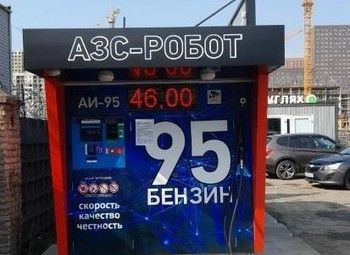 АЗС-РОБОТ
АИ-95 46.00
95
БЕНЗИН
скорость
качество
честность